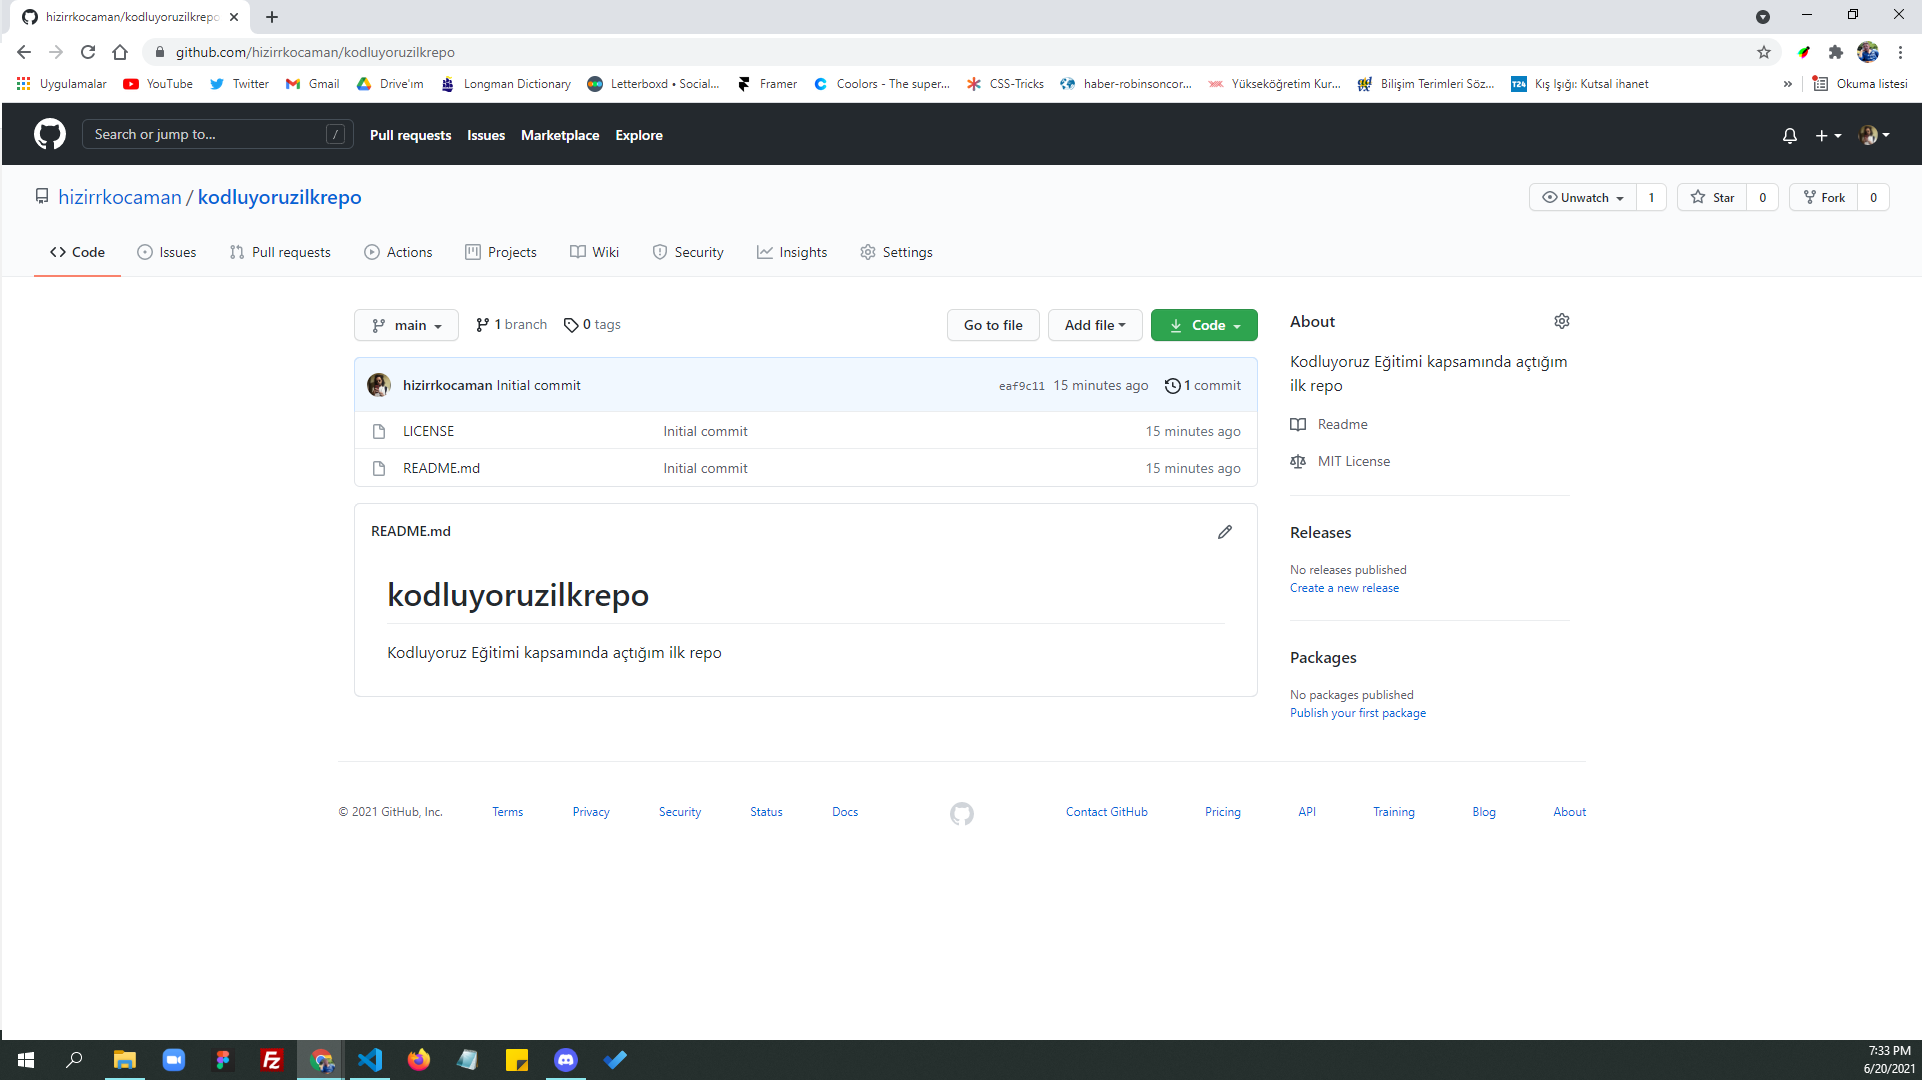 hizirrkocaman/kodluyoruzilkrepo
github.com/hizirrkocaman/kodluyoruzilkrepo
Uygulamalar YouTube Twitter Gmail Drive'ım Longman Dictionary Letterboxd • Social... Framer Coolors - The super... CSS-Tricks haber-robinsoncor... Yükseköğretim Kur... Bilişim Terimleri Söz... T24 Kış Işığı: Kutsal ihanet » Okuma listesi
Search or jump to... / Pull requests Issues Marketplace Explore
hizirrkocaman / kodluyoruzilkrepo Unwatch 1 Star 0 Fork 0
Code Issues Pull requests Actions Projects Wiki Security Insights Settings
main 1 branch 0 tags Go to file Add file Code
hizirrkocaman Initial commit eaf9c11 15 minutes ago 1 commit
LICENSE Initial commit 15 minutes ago
README.md Initial commit 15 minutes ago
README.md
kodluyoruzilkrepo
Kodluyoruz Eğitimi kapsamında açtığım ilk repo
About
Kodluyoruz Eğitimi kapsamında açtığım
ilk repo
Readme
MIT License
Releases
No releases published
Create a new release
Packages
No packages published
Publish your first package
© 2021 GitHub, Inc. Terms Privacy Security Status Docs Contact GitHub Pricing API Training Blog About
Fz
7:33 PM
6/20/2021